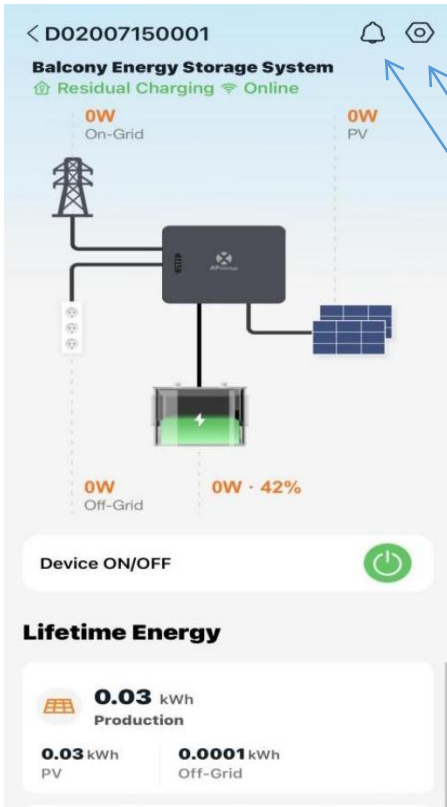 < D02007150001
Balcony Energy Storage System
Residual Charging Online
0W 0W
On-Grid PV
APstorage
0W 0W · 42%
Off-Grid
Device ON/OFF
Lifetime Energy
0.03 kWh
Production
0.03 kWh 0.0001 kWh
PV Off-Grid